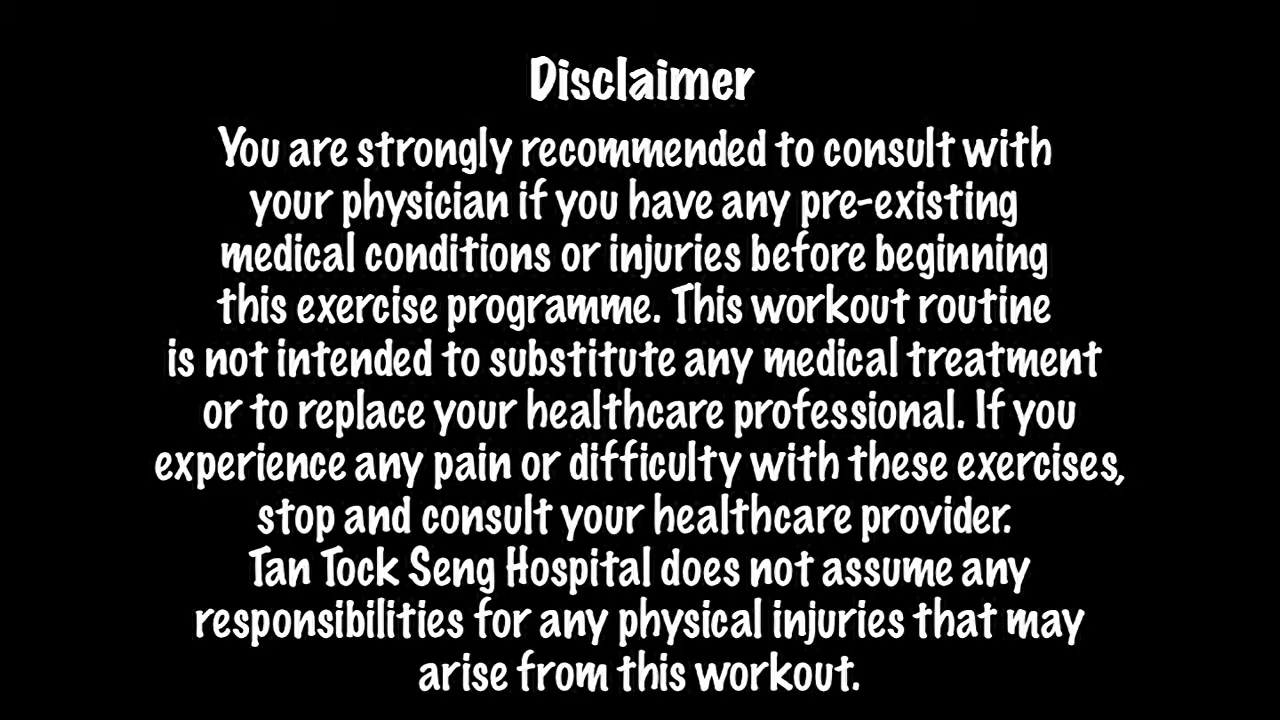 Disclaimer
You are strongly recommended to consult with
your physician if you have any pre-existing
medical conditions or injuries before beginning
this exercise programme. This workout routine
is not intended to substitute any medical treatment
or to replace your healthcare professional. If you
experience any pain or difficulty with these exercises,
stop and consult your healthcare provider.
Tan Tock Seng Hospital does not assume any
responsibilities for any physical injuries that may
arise from this workout.